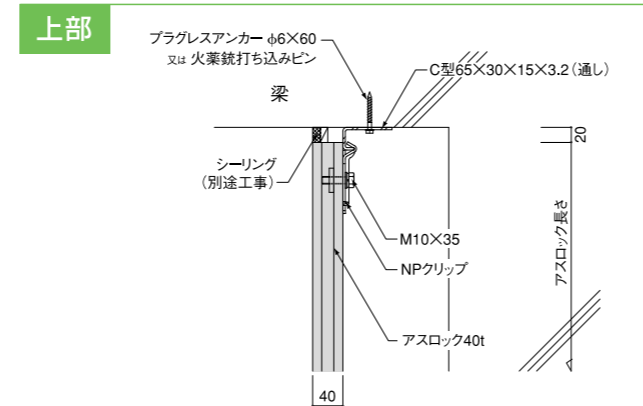 上部
プラグレスアンカー φ6×60
又は 火薬銃打ち込みピン
C型65×30×15×3.2（通し）
梁
20
シーリング
（別途工事）
M10×35
NPクリップ
アスロック長さ
アスロック40t
40